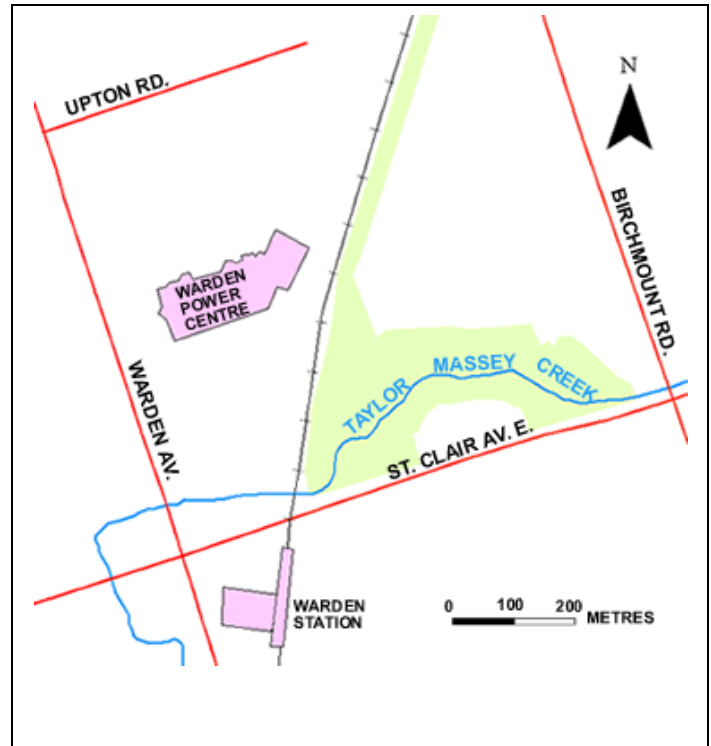 UPTON RD.
N
BIRCHMOUNT RD.
WARDEN
POWER
CENTRE
WARDEN AV.
TAYLOR MASSEY CREEK
ST. CLAIR AV. E.
WARDEN
STATION
0 100 200 METRES